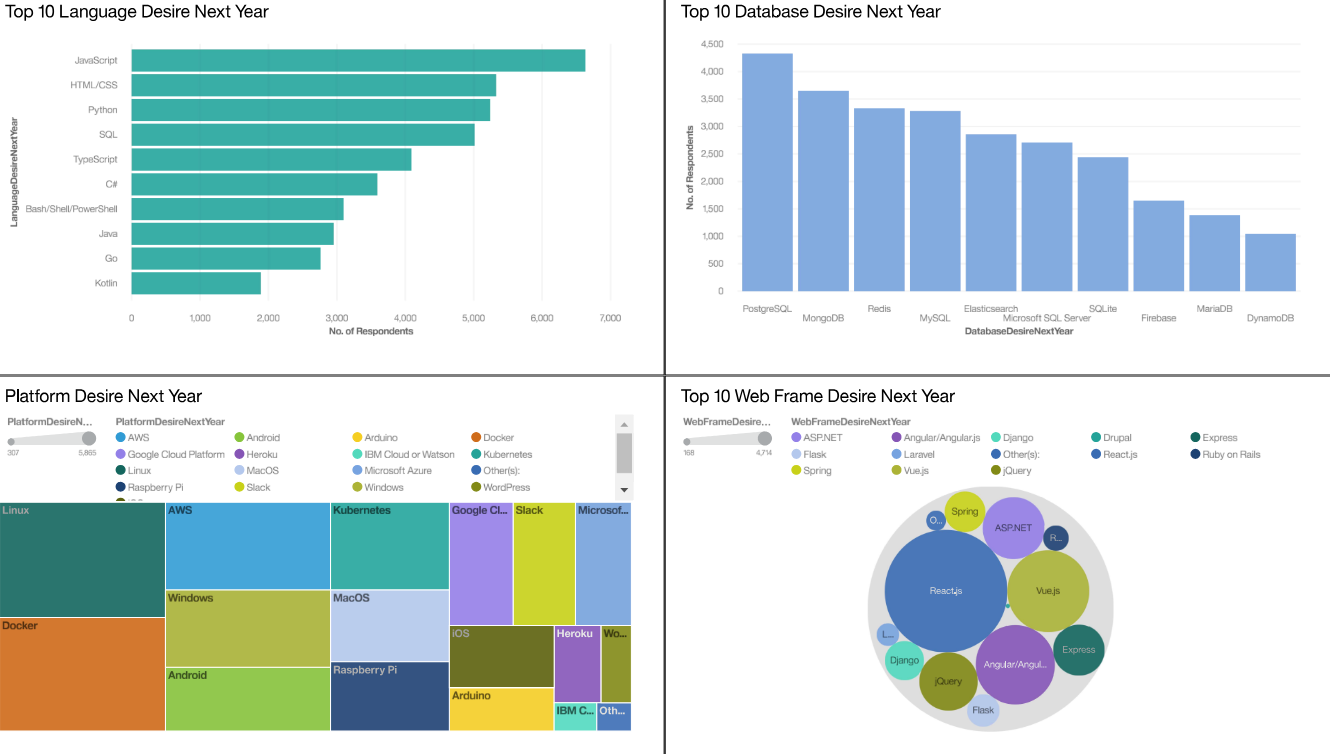 Top 10 Language Desire Next Year
LanguageDesireNextYear
JavaScript
HTML/CSS
Python
SQL
TypeScript
C#
Bash/Shell/PowerShell
Java
Go
Kotlin
0 1,000 2,000 3,000 4,000 5,000 6,000 7,000
No. of Respondents
Top 10 Database Desire Next Year
No. of Respondents
4,500
4,000
3,500
3,000
2,500
2,000
1,500
1,000
500
0
PostgreSQL MongoDB Redis MySQL Elasticsearch Microsoft SQL Server SQLite Firebase MariaDB DynamoDB
DatabaseDesireNextYear
Platform Desire Next Year
PlatformDesireN... PlatformDesireNextYear
307 5,865
AWS Android Arduino Docker
Google Cloud Platform Heroku IBM Cloud or Watson Kubernetes
Linux MacOS Microsoft Azure Other(s):
Raspberry Pi Slack Windows WordPress
Linux AWS Kubernetes Google Cl... Slack Microsof...
Windows MacOS
Docker iOS Heroku Wo...
Android Raspberry Pi
Arduino
IBM C... Oth...
Top 10 Web Frame Desire Next Year
WebFrameDesire... WebFrameDesireNextYear
168 4,714
ASP.NET Angular/Angular.js Django Drupal Express
Flask Laravel Other(s): React.js Ruby on Rails
Spring Vue.js jQuery
Spring
O...
ASP.NET
R...
React.js
Vue.js
L...
Express
Django
Angular/Angul...
jQuery
Flask